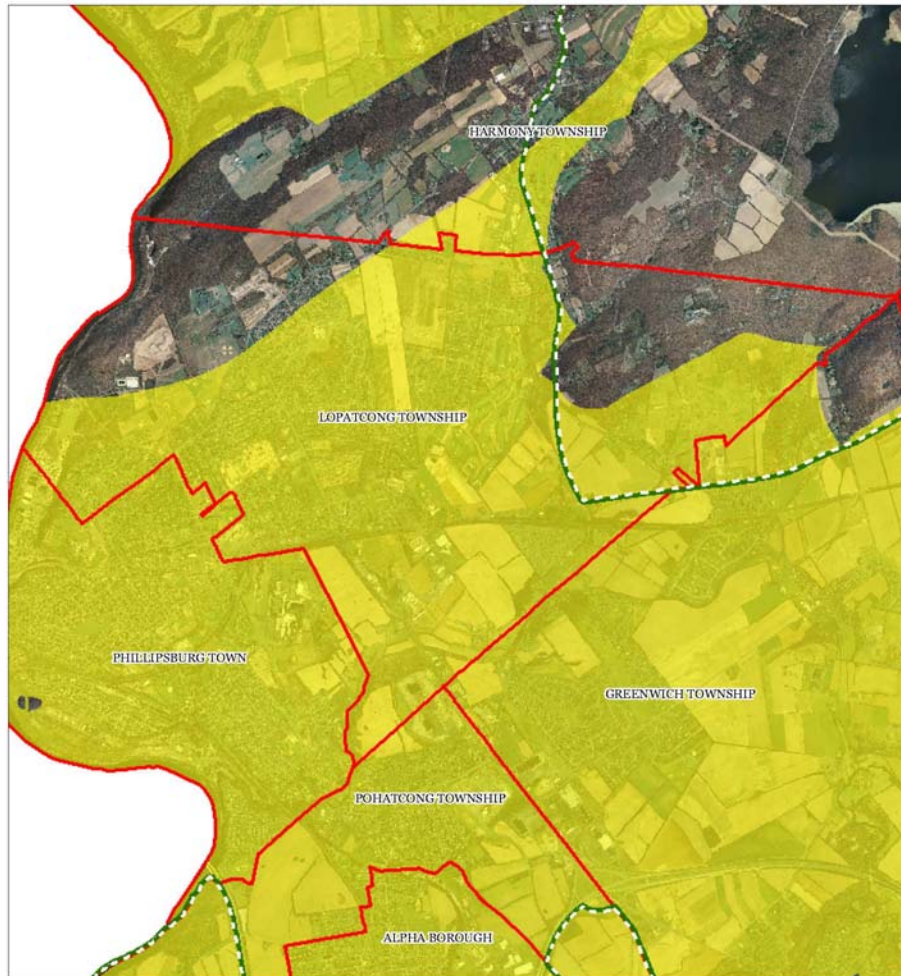 HARMONY TOWNSHIP
LOPATCONG TOWNSHIP
PHILLIPSBURG TOWN
GREENWICH TOWNSHIP
POHATCONG TOWNSHIP
ALPHA BOROUGH